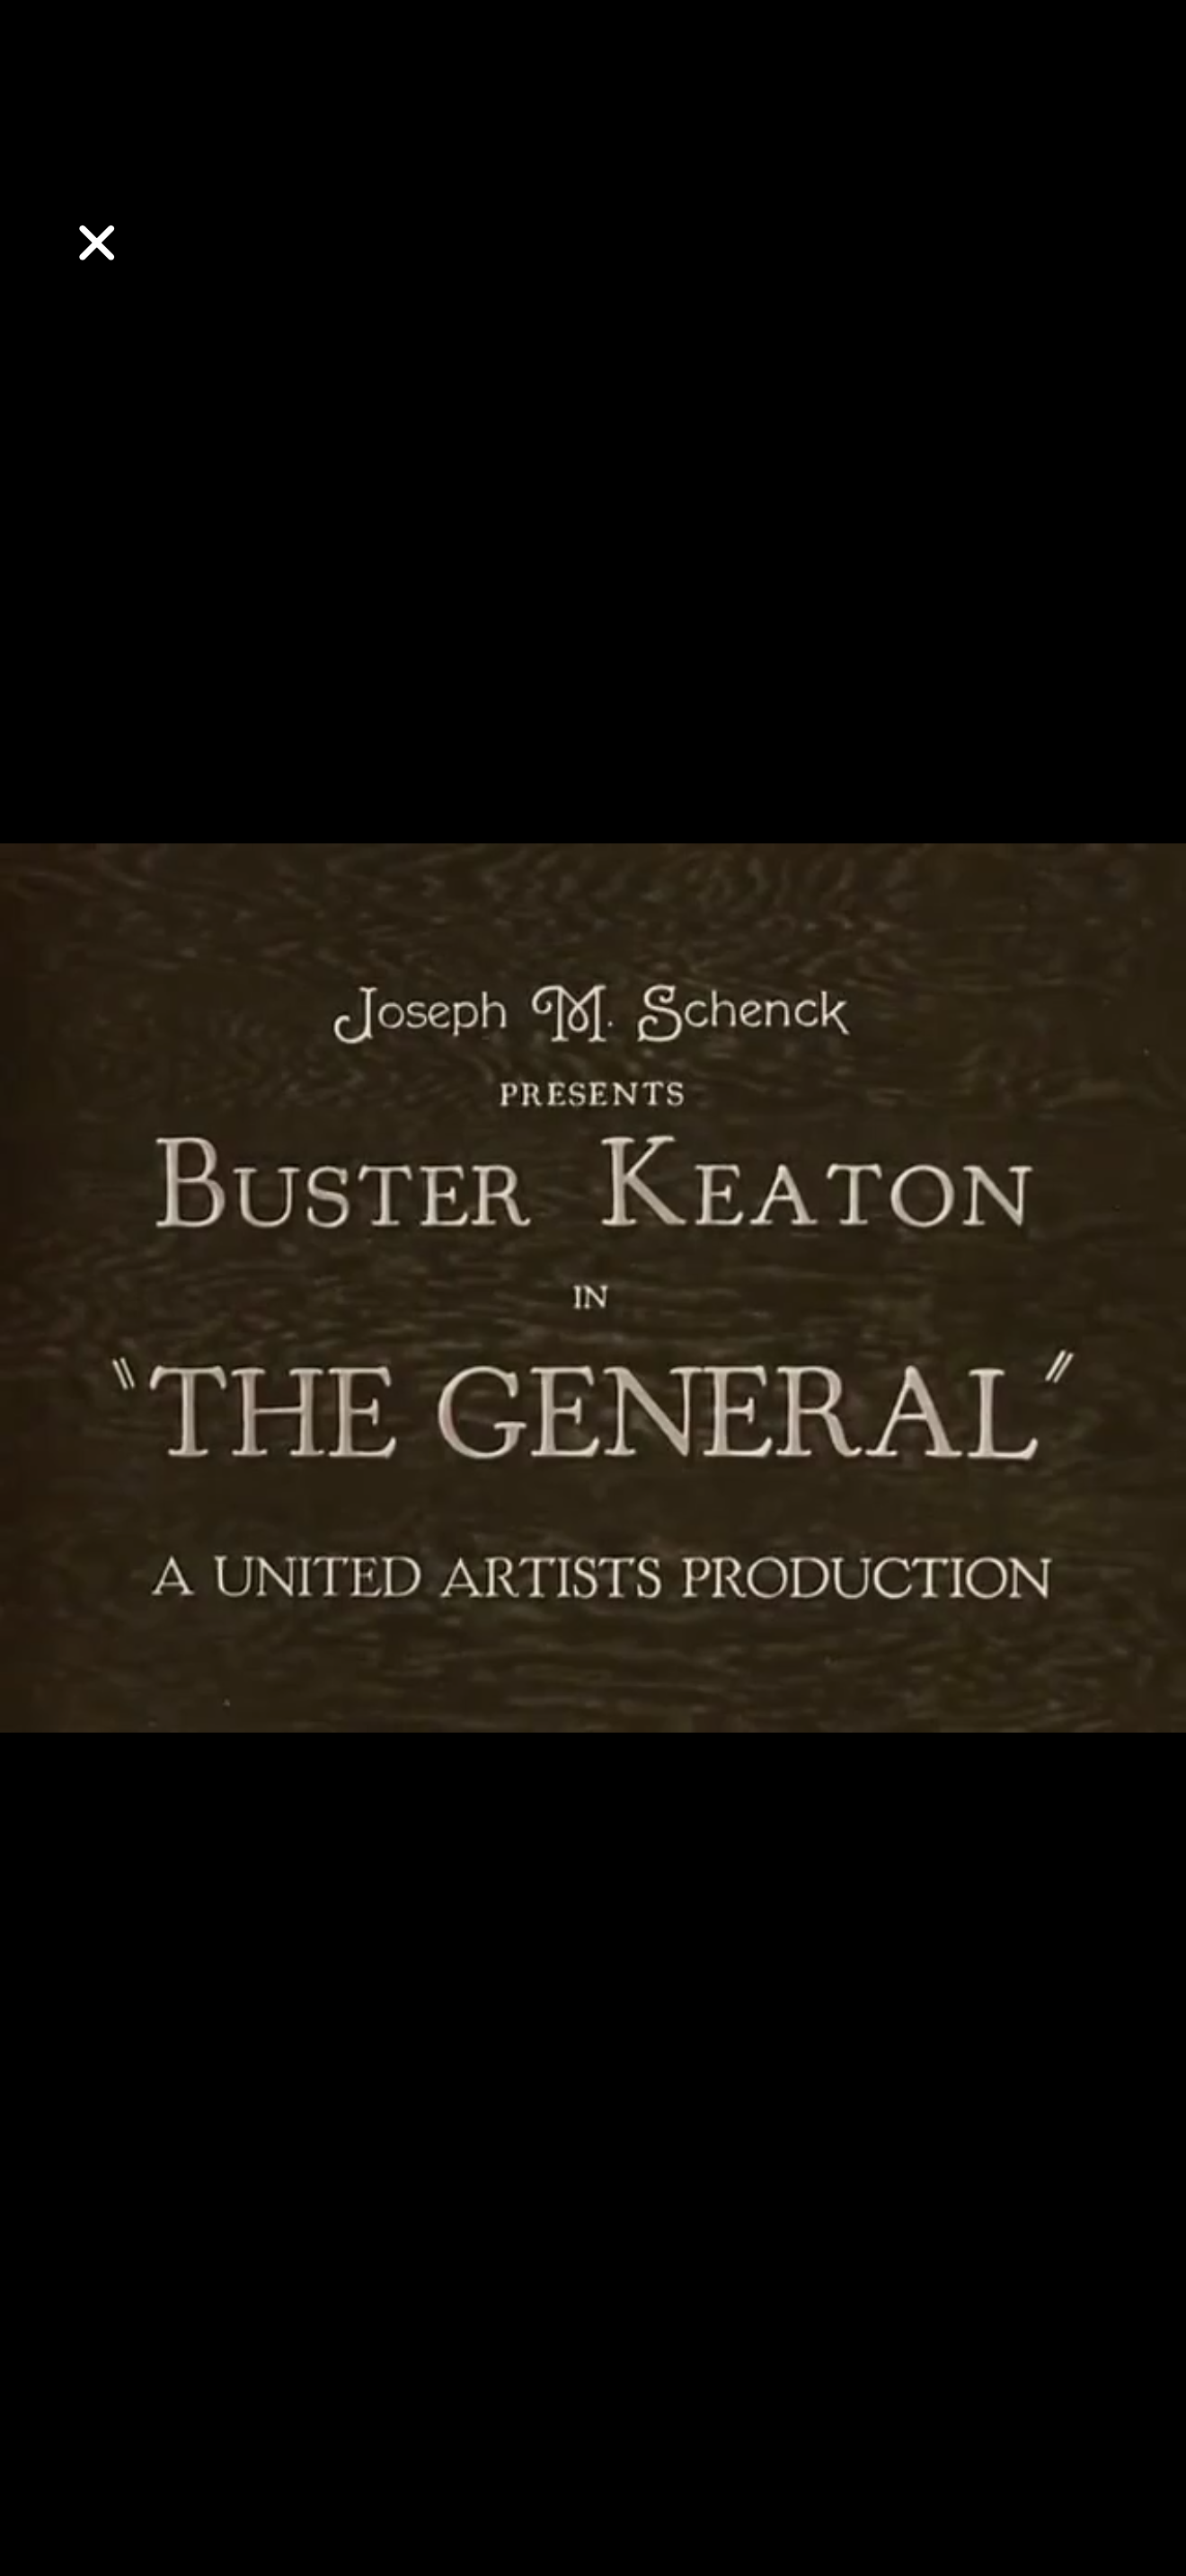 Joseph M. Schenck
PRESENTS
BUSTER KEATON
IN
"THE GENERAL"
A UNITED ARTISTS PRODUCTION